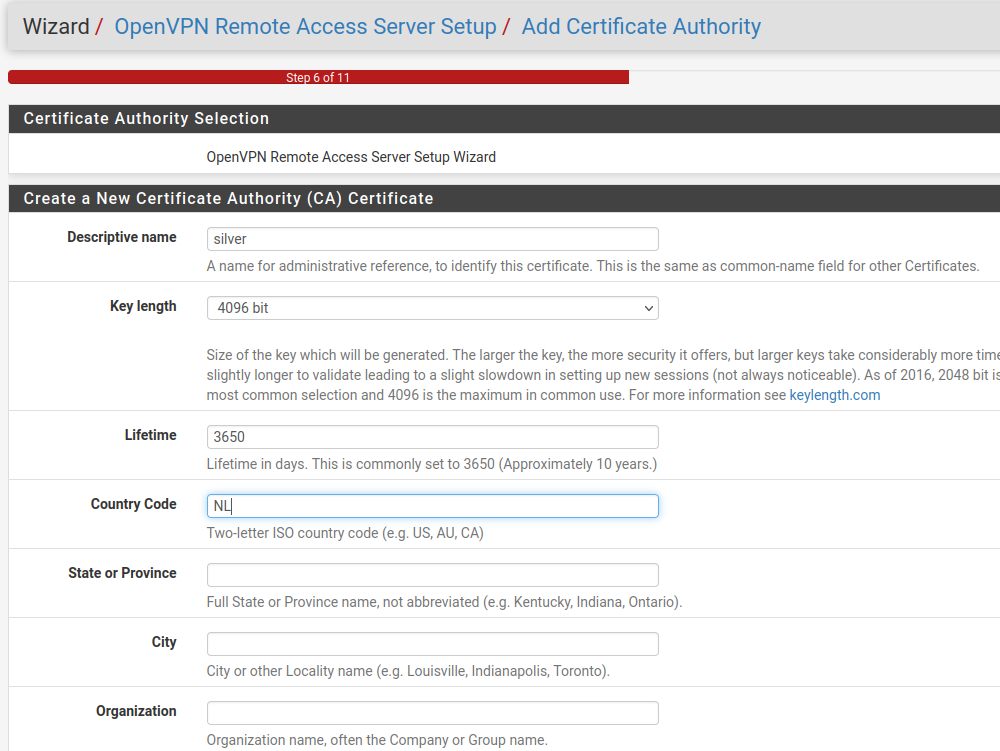 Wizard / OpenVPN Remote Access Server Setup / Add Certificate Authority
Step 6 of 11
Certificate Authority Selection
OpenVPN Remote Access Server Setup Wizard
Create a New Certificate Authority (CA) Certificate
Descriptive name
silver
A name for administrative reference, to identify this certificate. This is the same as common-name field for other Certificates.
Key length
4096 bit
Size of the key which will be generated. The larger the key, the more security it offers, but larger keys take considerably more time
slightly longer to validate leading to a slight slowdown in setting up new sessions (not always noticeable). As of 2016, 2048 bit is
most common selection and 4096 is the maximum in common use. For more information see keylength.com
Lifetime
3650
Lifetime in days. This is commonly set to 3650 (Approximately 10 years.)
Country Code
NL
Two-letter ISO country code (e.g. US, AU, CA)
State or Province
Full State or Province name, not abbreviated (e.g. Kentucky, Indiana, Ontario).
City
City or other Locality name (e.g. Louisville, Indianapolis, Toronto).
Organization
Organization name, often the Company or Group name.